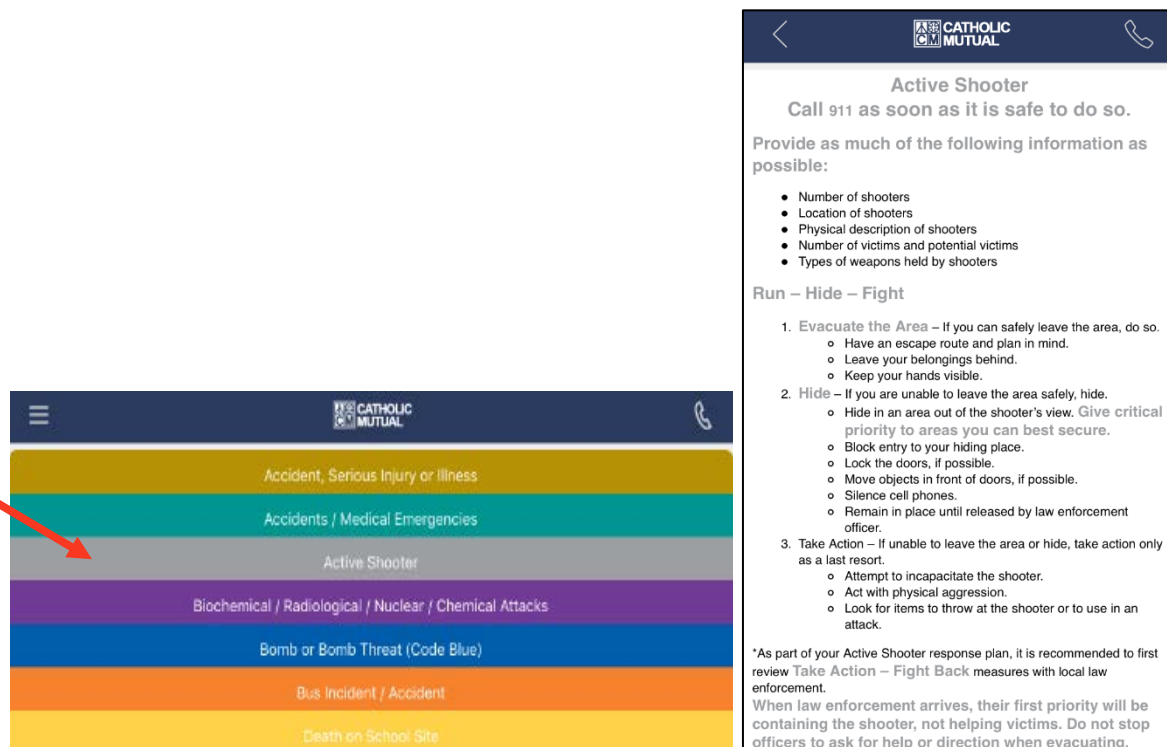 CATHOLIC
MUTUAL
Accident, Serious Injury or Illness
Accidents / Medical Emergencies
Active Shooter
Biochemical / Radiological / Nuclear / Chemical Attacks
Bomb or Bomb Threat (Code Blue)
Bus Incident / Accident
Death on School Site
CM CATHOLIC
MUTUAL
Active Shooter
Call 911 as soon as it is safe to do so.
Provide as much of the following information as
possible:
● Number of shooters
● Location of shooters
● Physical description of shooters
● Number of victims and potential victims
● Types of weapons held by shooters
Run – Hide – Fight
1. Evacuate the Area – If you can safely leave the area, do so.
o Have an escape route and plan in mind.
o Leave your belongings behind.
o Keep your hands visible.
2. Hide – If you are unable to leave the area safely, hide.
o Hide in an area out of the shooter's view. Give critical
priority to areas you can best secure.
o Block entry to your hiding place.
o Lock the doors, if possible.
o Move objects in front of doors, if possible.
o Silence cell phones.
o Remain in place until released by law enforcement
officer.
3. Take Action – If unable to leave the area or hide, take action only
as a last resort.
o Attempt to incapacitate the shooter.
o Act with physical aggression.
o Look for items to throw at the shooter or to use in an
attack.
*As part of your Active Shooter response plan, it is recommended to first
review Take Action – Fight Back measures with local law
enforcement.
When law enforcement arrives, their first priority will be
containing the shooter, not helping victims. Do not stop
officers to ask for help or direction when evacuating.